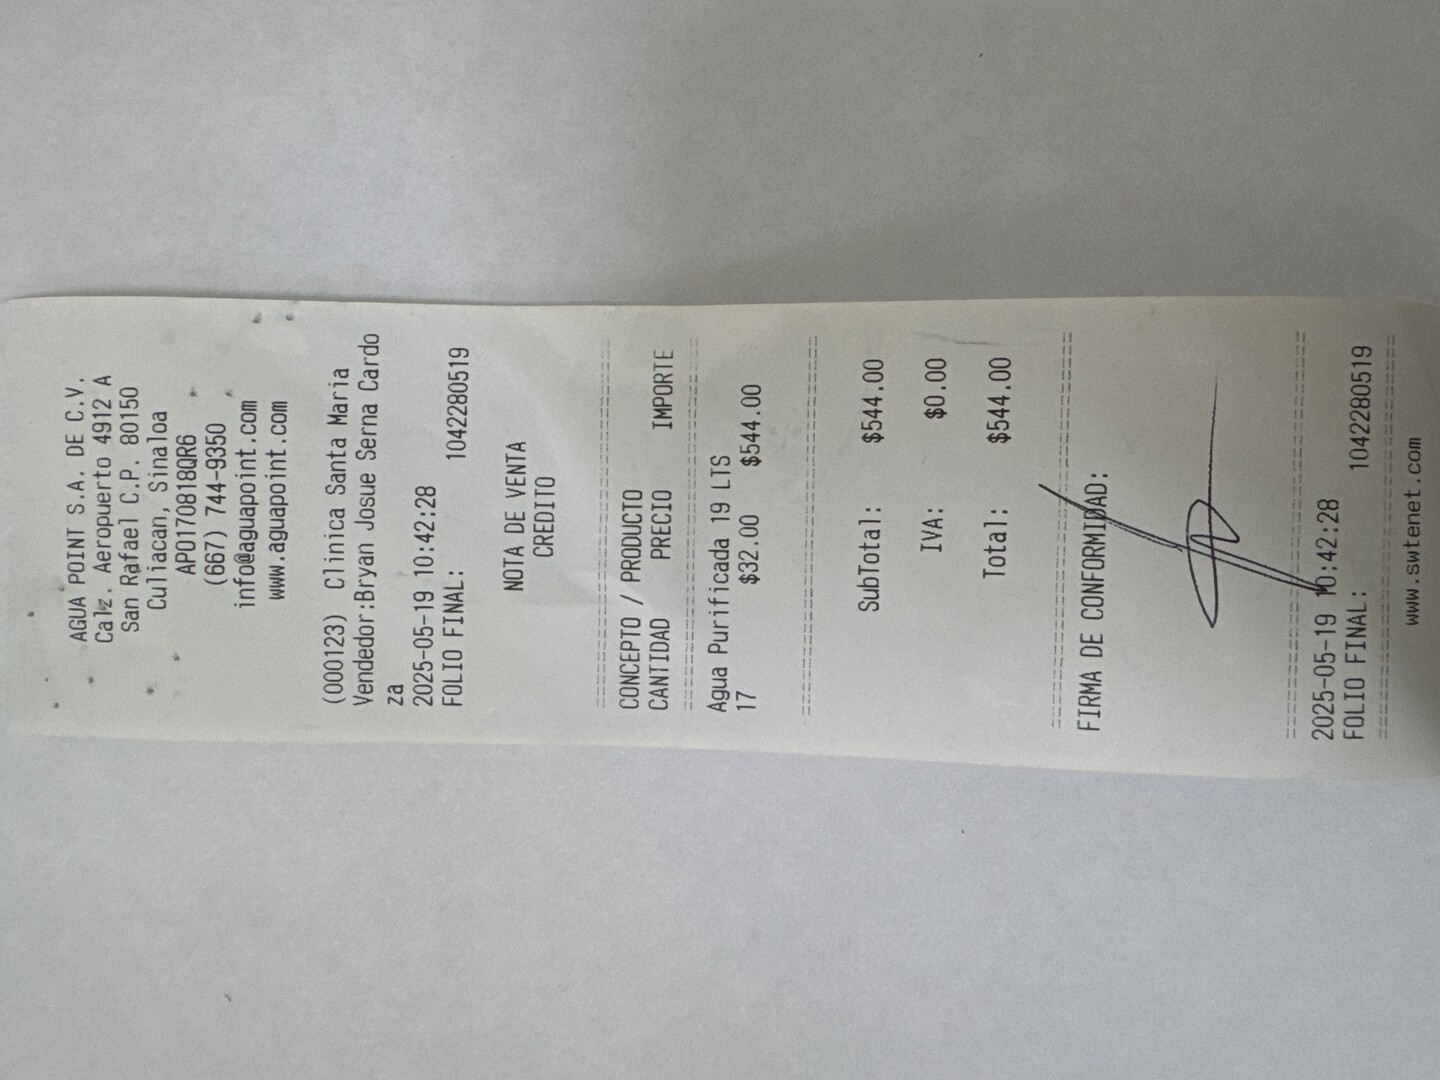 AGUA POINT S.A. DE C.V.
Calz. Aeropuerto 4912 A
San Rafael C.P. 80150
Culiacan, Sinaloa
APO170818QR6
(667) 744-9350
info@aguapoint.com
www.aguapoint.com
(000123) Clinica Santa Maria
Vendedor:Bryan Josue Serna Cardo
za
2025-05-19 10:42:28
FOLIO FINAL: 1042280519
NOTA DE VENTA
CREDITO
CONCEPTO / PRODUCTO
CANTIDAD PRECIO IMPORTE
Agua Purificada 19 LTS
17 $32.00 $544.00
SubTotal: $544.00
IVA: $0.00
Total: $544.00
FIRMA DE CONFORMIDAD:
2025-05-19 10:42:28
FOLIO FINAL: 1042280519
www.swtenet.com